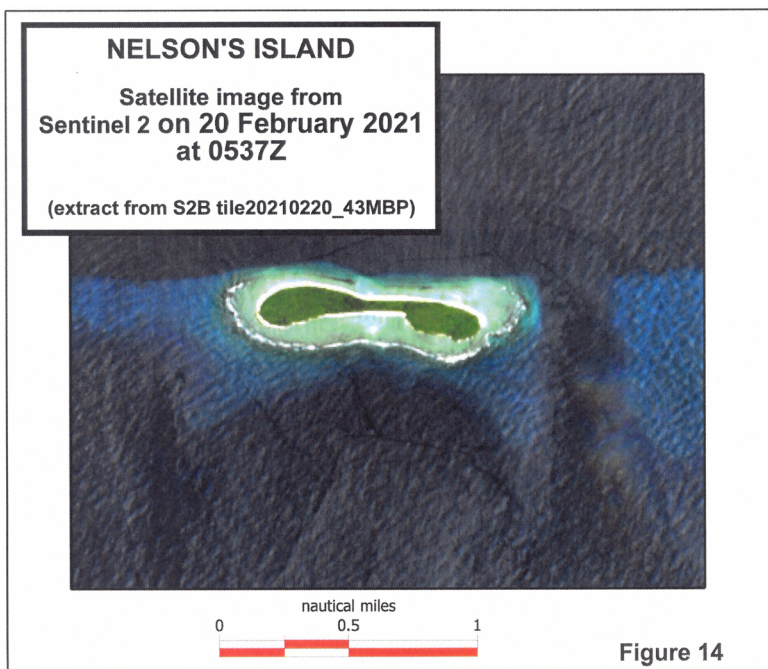 NELSON'S ISLAND
Satellite image from
Sentinel 2 on 20 February 2021
at 0537Z
(extract from S2B tile20210220_43MBP)
nautical miles
0 0.5 1
Figure 14